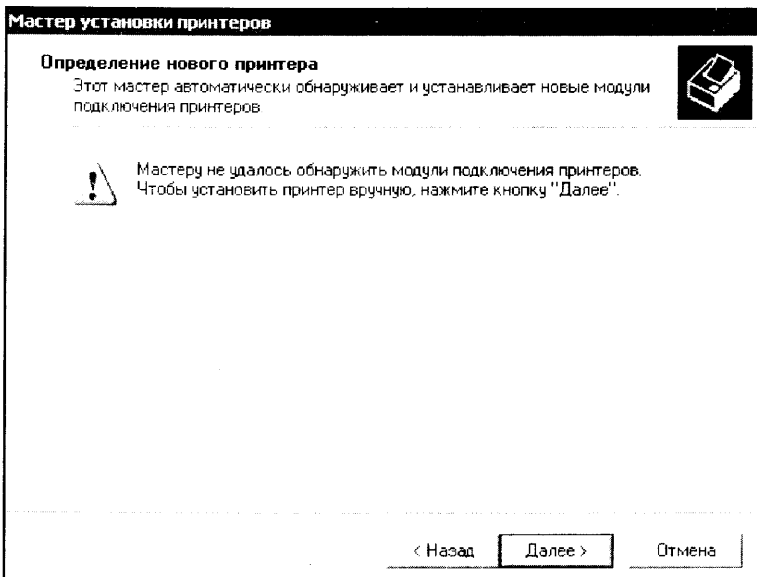 Мастер установки принтеров
Определение нового принтера
Этот мастер автоматически обнаруживает и устанавливает новые модули
подключения принтеров
Мастеру не удалось обнаружить модули подключения принтеров.
Чтобы установить принтер вручную, нажмите кнопку "Далее".
< Назад
Далее >
Отмена